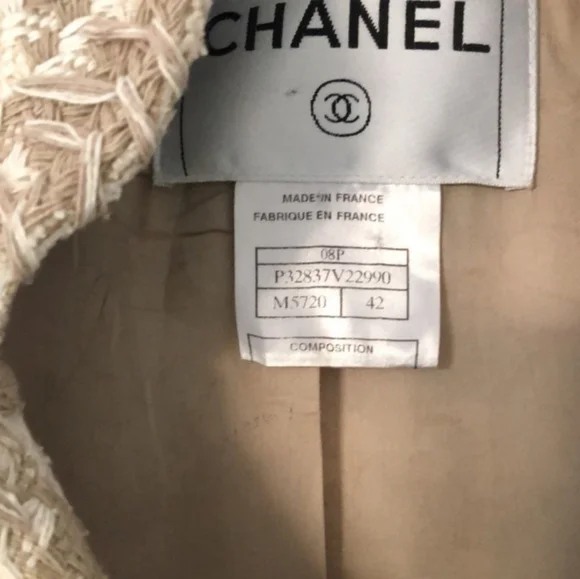 CHANEL
MADE IN FRANCE
FABRIQUE EN FRANCE
08P
P32837V22990
M5720 42
COMPOSITION